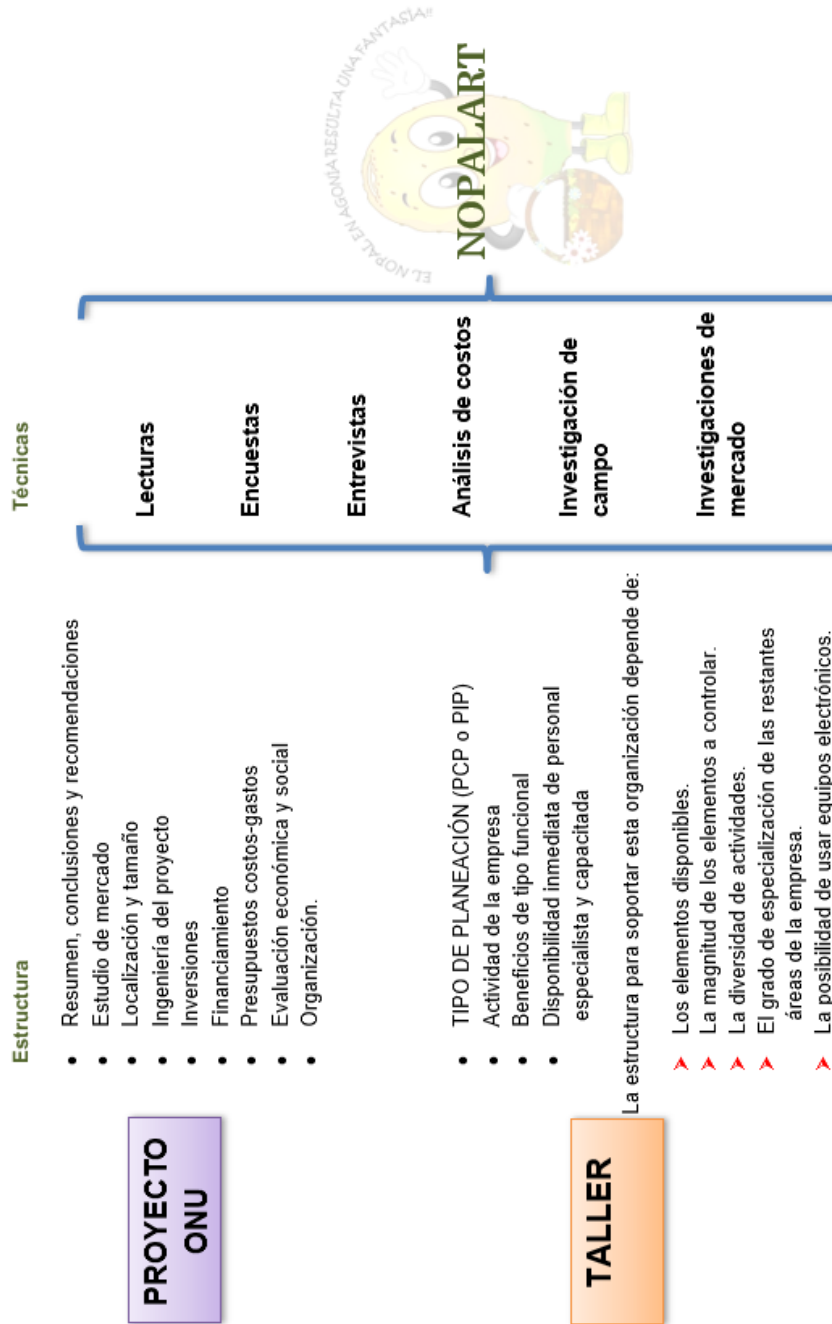 Estructura
Técnicas
PROYECTO
ONU
• Resumen, conclusiones y recomendaciones
• Estudio de mercado
• Localización y tamaño
• Ingeniería del proyecto
• Inversiones
• Financiamiento
• Presupuestos costos-gastos
• Evaluación económica y social
• Organización.
TALLER
• TIPO DE PLANEACIÓN (PCP o PIP)
• Actividad de la empresa
• Beneficios de tipo funcional
• Disponibilidad inmediata de personal
especialista y capacitada
La estructura para soportar esta organización depende de:
➤ Los elementos disponibles.
➤ La magnitud de los elementos a controlar.
➤ La diversidad de actividades.
➤ El grado de especialización de las restantes
áreas de la empresa.
➤ La posibilidad de usar equipos electrónicos.
Lecturas
Encuestas
Entrevistas
Análisis de costos
Investigación de
campo
Investigaciones de
mercado
EL NOPAL EN AGONÍA RESULTA UNA FANTASÍA!!
NOPALART